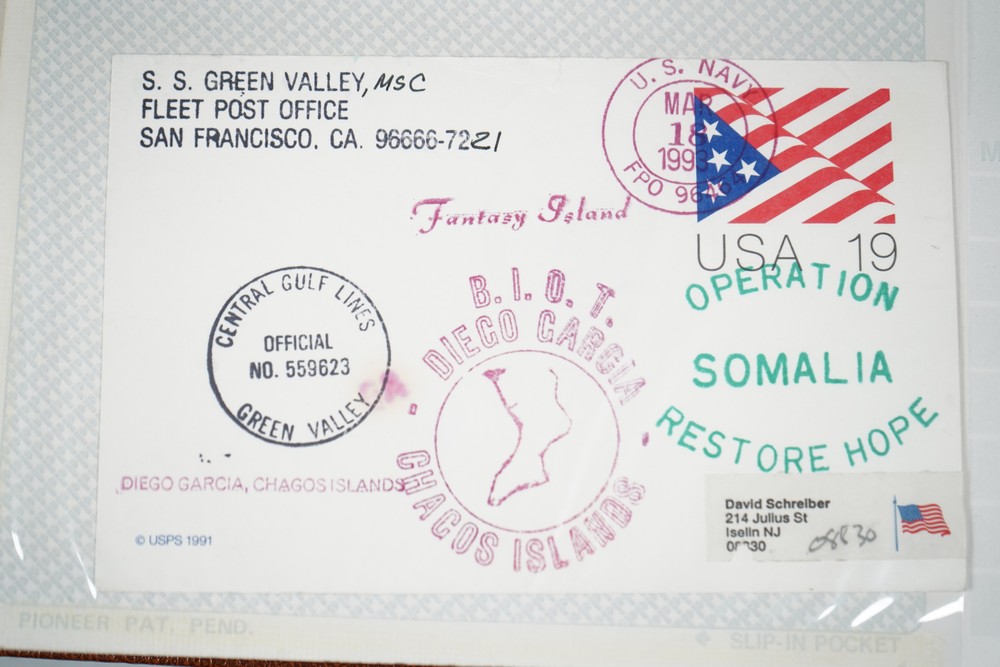 S. S. GREEN VALLEY, MSC
FLEET POST OFFICE
SAN FRANCISCO. CA. 96666-7221
U. S. NAVY
MAR
18
1993
FPO
USA 19
Fantasy Island
OPERATION
SOMALIA
RESTORE HOPE
CENTRAL GULF LINES
OFFICIAL
NO. 559623
GREEN VALLEY
B. I. O. T.
DIEGO GARCIA
CHAGOS ISLANDS
DIEGO GARCIA, CHAGOS ISLANDS
© USPS 1991
David Schreiber
214 Julius St
Iselin NJ
08830
PIONEER PAT. PEND.
SLIP-IN POCKET